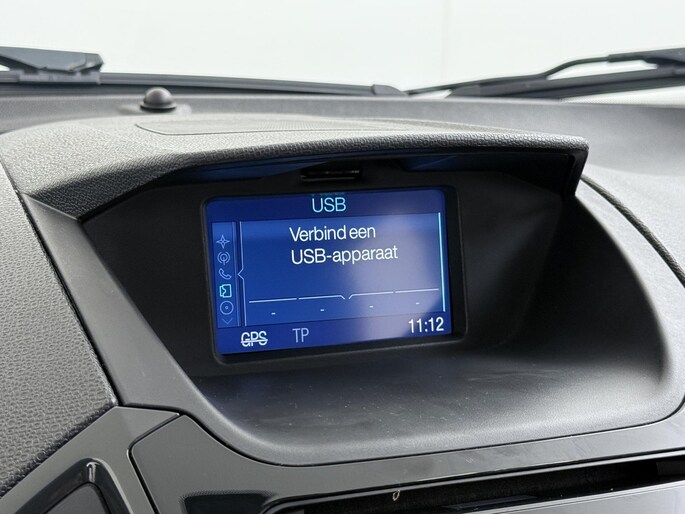 USB
Verbind een
USB-apparaat
- - - -
GPS TP 11:12